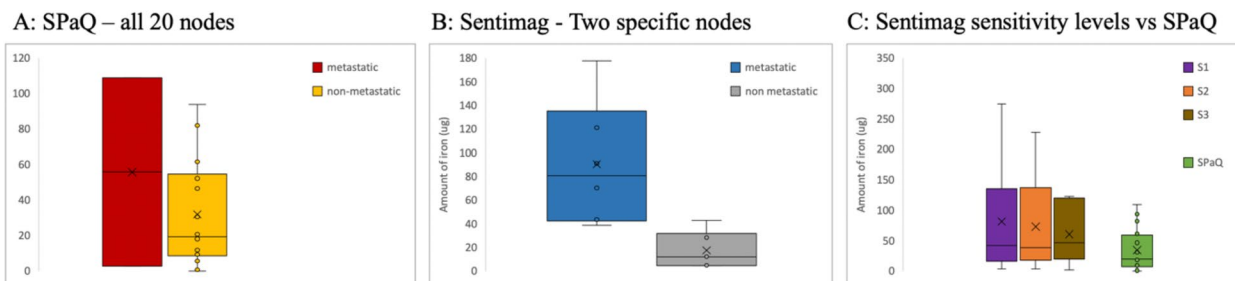 A: SPaQ – all 20 nodes
120
100
80
60
40
20
0
metastatic
non-metastatic
B: Sentimag - Two specific nodes
Amount of iron (ug)
180
160
140
120
100
80
60
40
20
0
metastatic
non metastatic
C: Sentimag sensitivity levels vs SPaQ
Amount of iron (ug)
350
300
250
200
150
100
50
0
S1
S2
S3
SPaQ